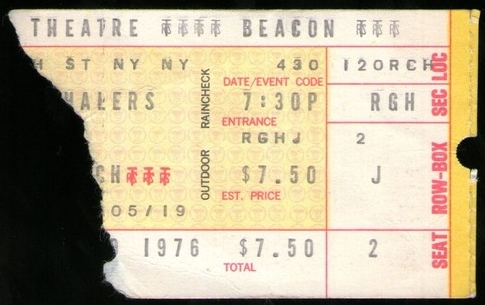 THEATRE BEACON
H ST NY NY 430 120RCH
DATE/EVENT CODE
HALERS 7:30P RGH
ENTRANCE
RGHJ 2
CH $7.50 J
EST. PRICE
05/19
1976 $7.50 2
TOTAL
OUTDOOR RAINCHECK
SEAT ROW-BOX SEC LOC